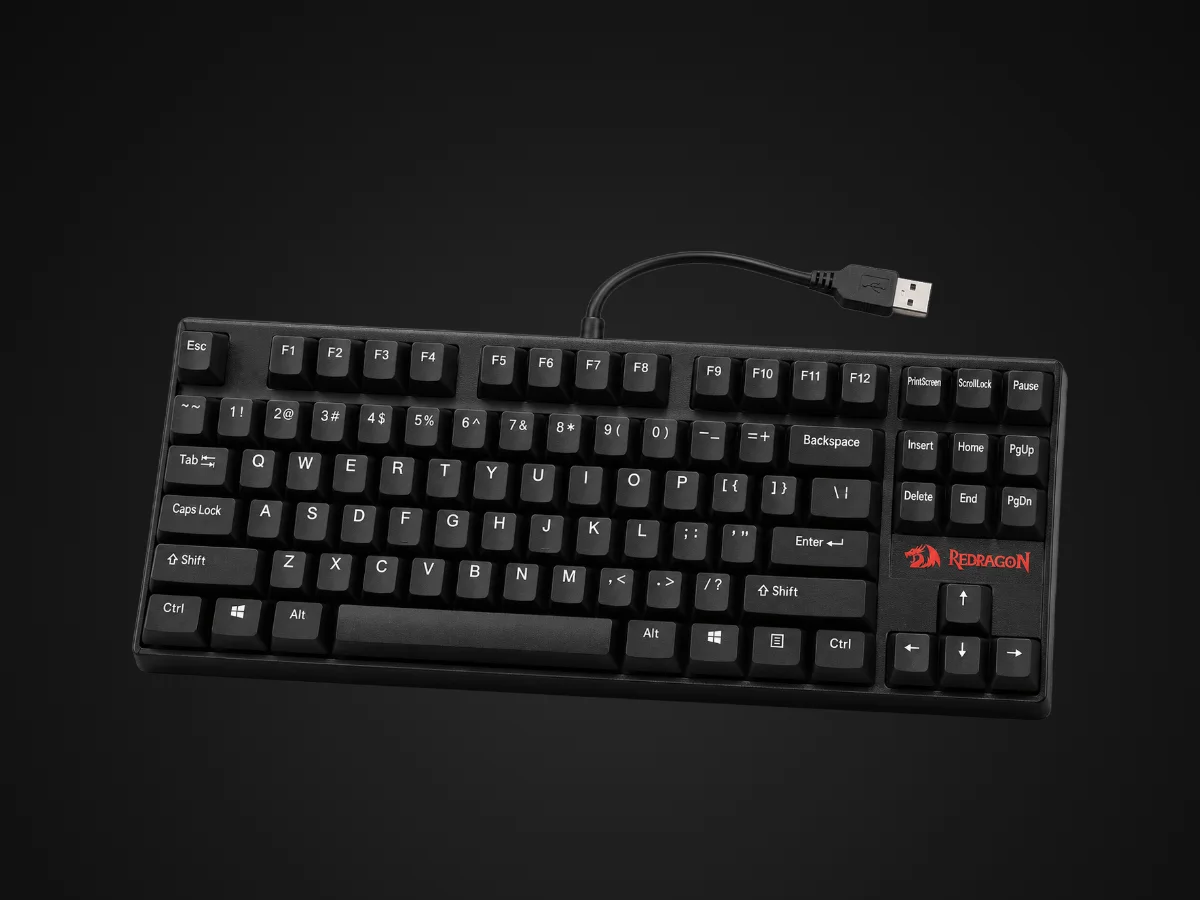 Esc F1 F2 F3 F4 F5 F6 F7 F8 F9 F10 F11 F12 PrintScreen ScrollLock Pause
~~ 1! 2@ 3# 4$ 5% 6^ 7& 8* 9( 0) −_ =+ Backspace Insert Home PgUp
Tab Q W E R T Y U I O P [{ ]} \| Delete End PgDn
Caps Lock A S D F G H J K L ;: '" Enter
REDRAGON
⇧ Shift Z X C V B N M ,< .> /? ⇧ Shift ↑
Ctrl Alt Alt Ctrl ← ↓ →